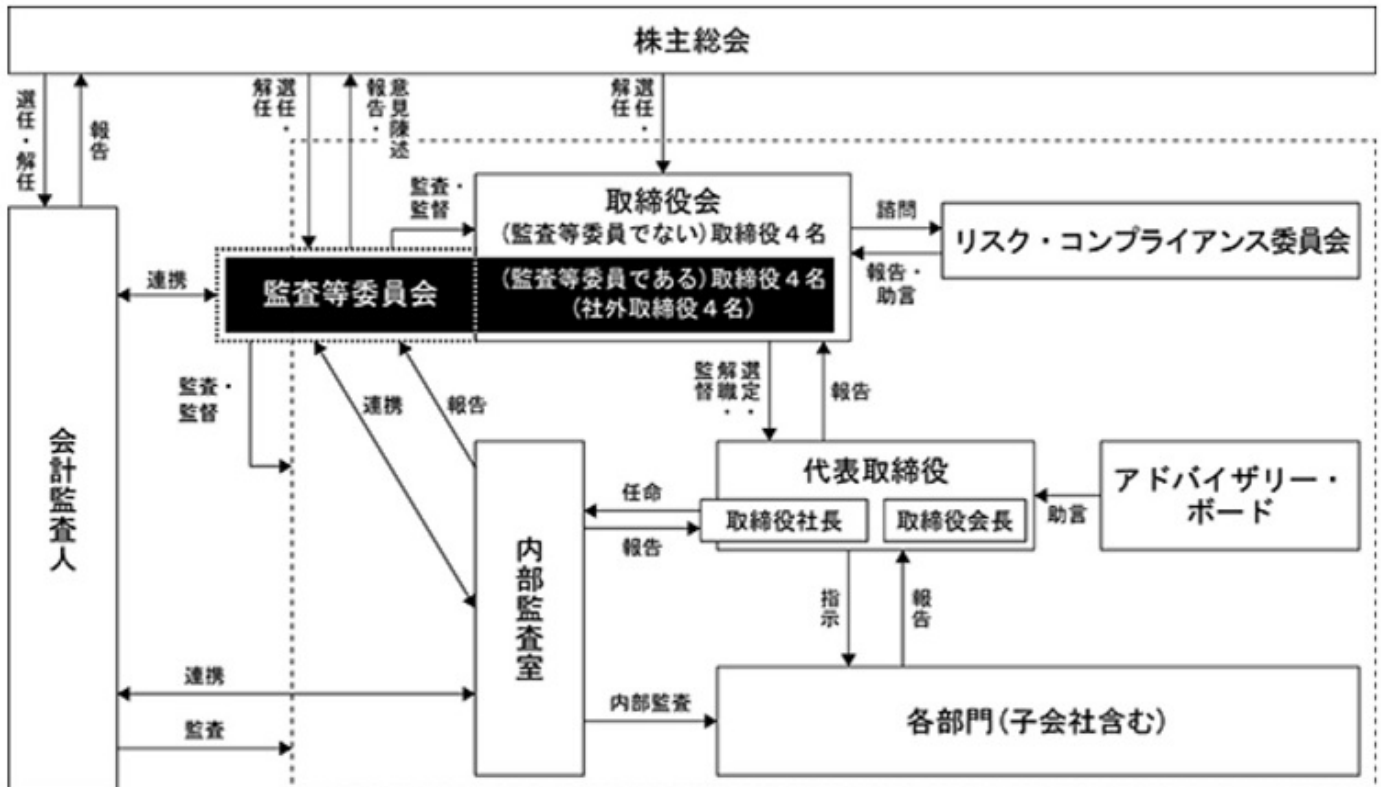 株主総会
選任・解任
報告
選任・
解任
意見陳述
報告・
選任・
解任
監査・
監督
取締役会
(監査等委員でない)取締役4名
諮問
リスク・コンプライアンス委員会
報告・
助言
連携
監査等委員会
(監査等委員である)取締役4名
(社外取締役4名)
監査・
監督
連携
報告
選定・
解職・
監督
報告
会計監査人
代表取締役
取締役社長
取締役会長
助言
アドバイザリー・
ボード
任命
報告
内部監査室
指示
報告
連携
内部監査
各部門(子会社含む)
監査